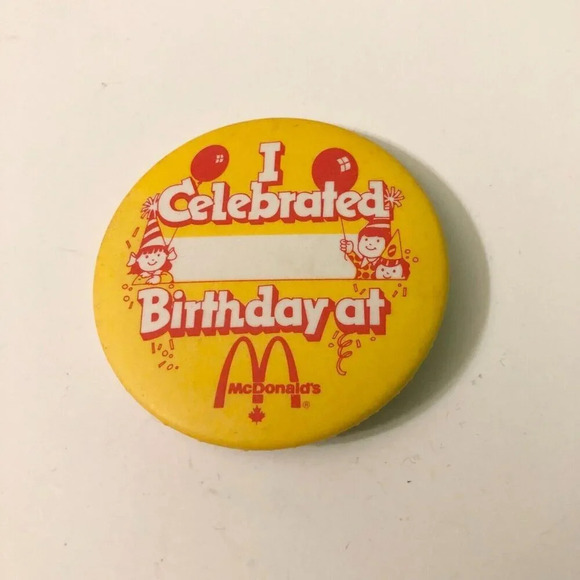 I
Celebrated
Birthday at
McDonald's
®